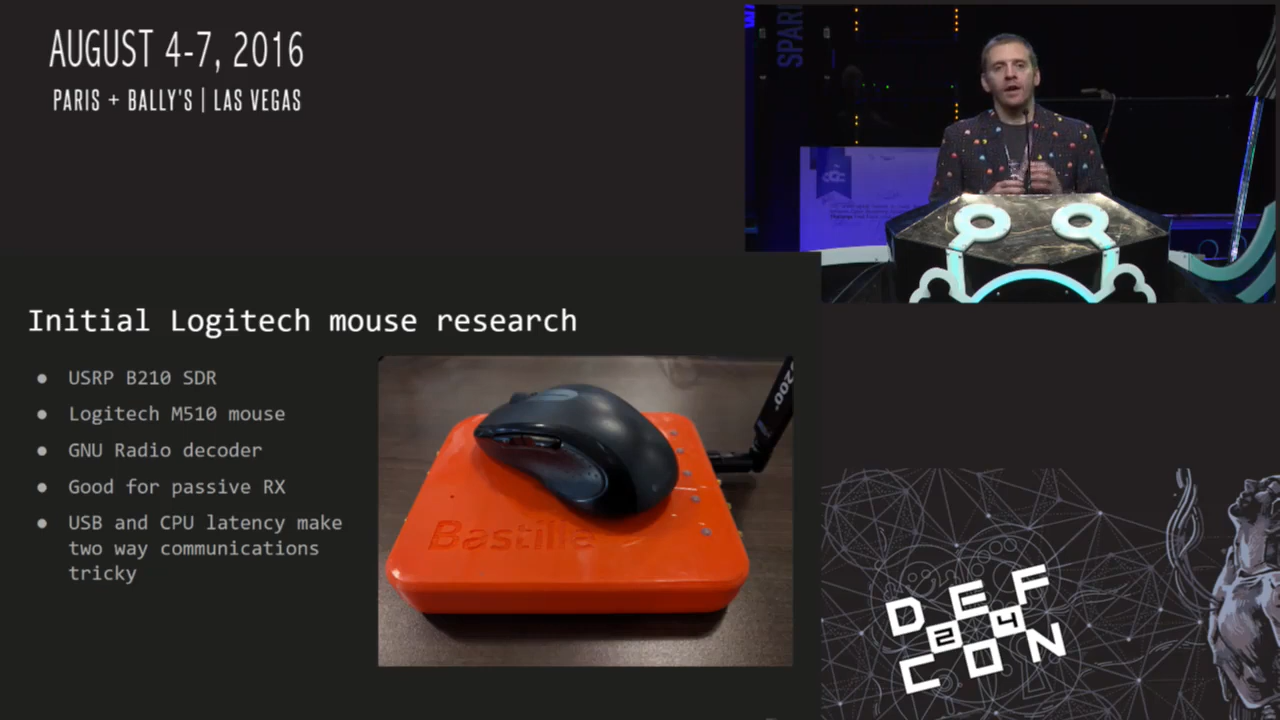 AUGUST 4-7, 2016
PARIS + BALLY'S | LAS VEGAS
SPAR
Initial Logitech mouse research
● USRP B210 SDR
● Logitech M510 mouse
● GNU Radio decoder
● Good for passive RX
● USB and CPU latency make
two way communications
tricky
Bastille
200
DEF
24
CON